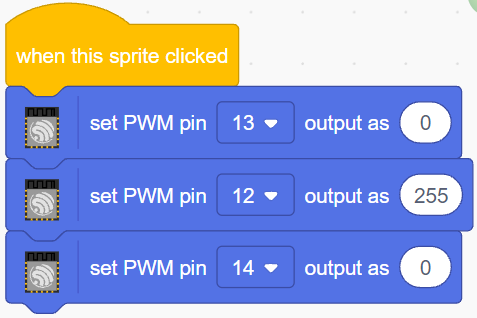 when this sprite clicked
set PWM pin 13 output as 0
set PWM pin 12 output as 255
set PWM pin 14 output as 0